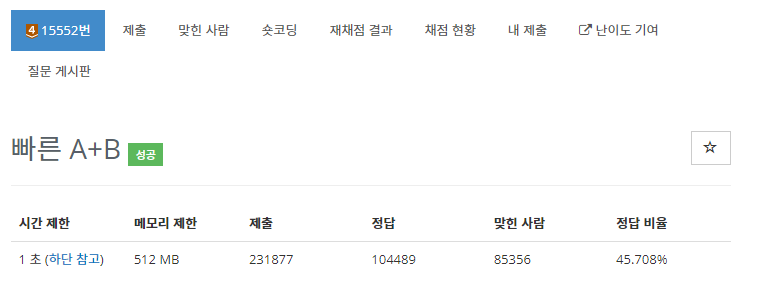 4 15552번 제출 맞힌 사람 숏코딩 재채점 결과 채점 현황 내 제출 난이도 기여
질문 게시판
빠른 A+B 성공
시간 제한 메모리 제한 제출 정답 맞힌 사람 정답 비율
1 초 (하단 참고) 512 MB 231877 104489 85356 45.708%